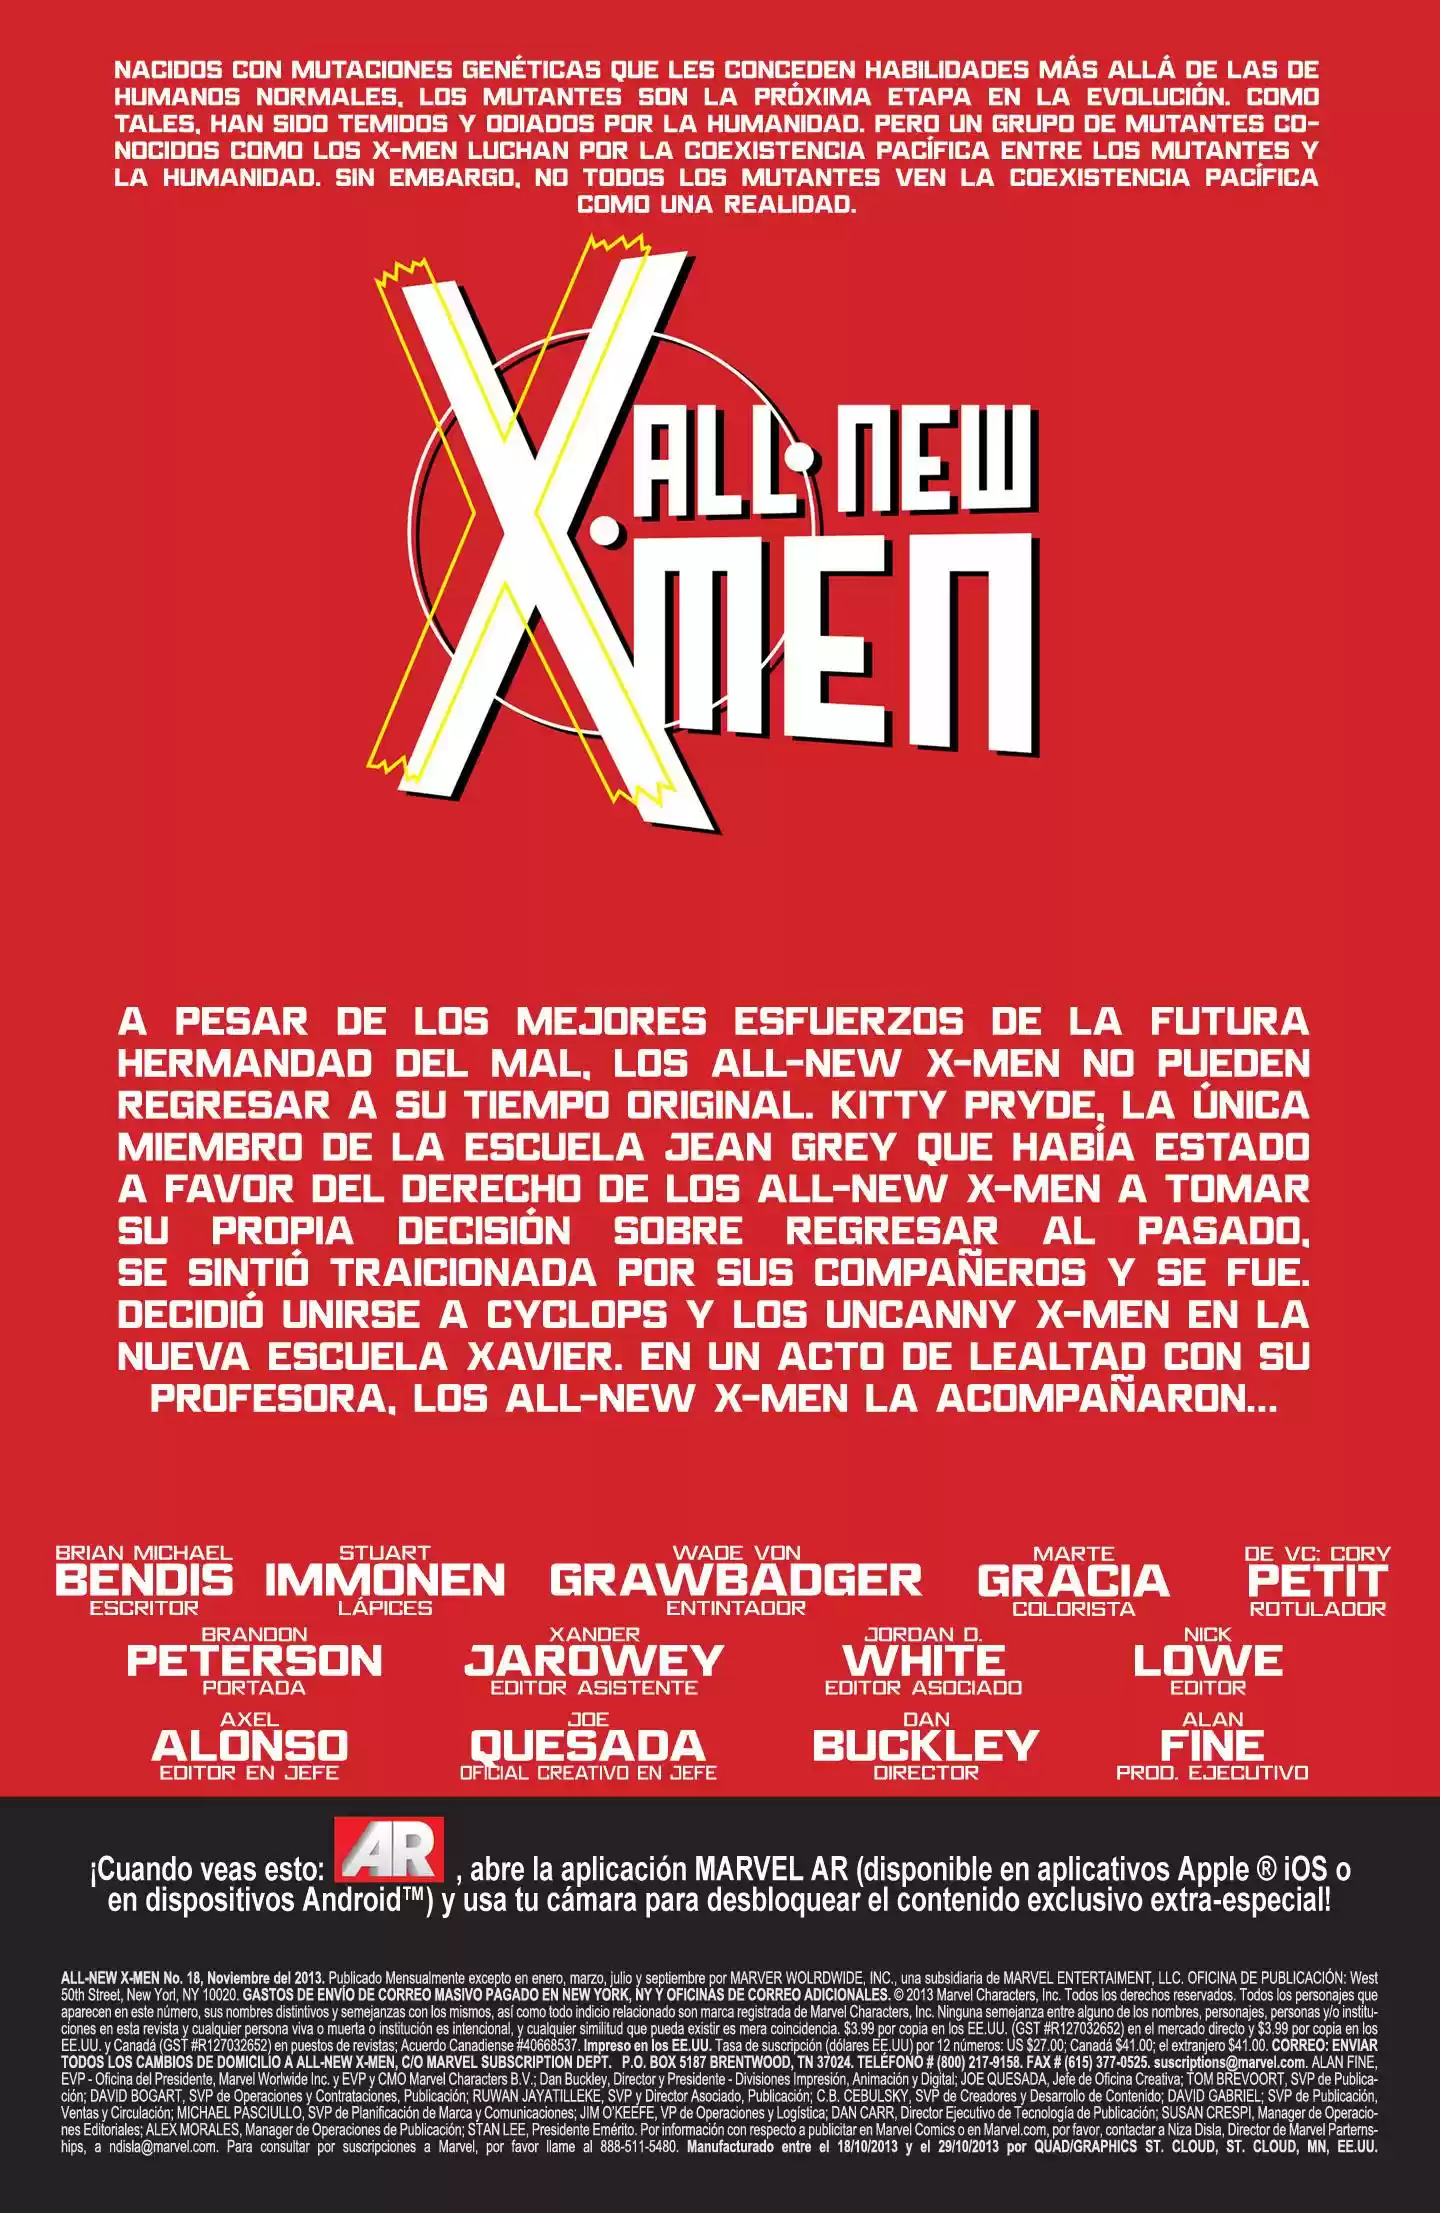 NACIDOS CON MUTACIONES GENÉTICAS QUE LES CONCEDEN HABILIDADES MÁS ALLÁ DE LAS DE
HUMANOS NORMALES, LOS MUTANTES SON LA PRÓXIMA ETAPA EN LA EVOLUCIÓN. COMO
TALES, HAN SIDO TEMIDOS Y ODIADOS POR LA HUMANIDAD. PERO UN GRUPO DE MUTANTES CO-
NOCIDOS COMO LOS X-MEN LUCHAN POR LA COEXISTENCIA PACÍFICA ENTRE LOS MUTANTES Y
LA HUMANIDAD. SIN EMBARGO, NO TODOS LOS MUTANTES VEN LA COEXISTENCIA PACÍFICA
COMO UNA REALIDAD.
ALL·NEW
X·MEN
A PESAR DE LOS MEJORES ESFUERZOS DE LA FUTURA
HERMANDAD DEL MAL, LOS ALL-NEW X-MEN NO PUEDEN
REGRESAR A SU TIEMPO ORIGINAL. KITTY PRYDE, LA ÚNICA
MIEMBRO DE LA ESCUELA JEAN GREY QUE HABÍA ESTADO
A FAVOR DEL DERECHO DE LOS ALL-NEW X-MEN A TOMAR
SU PROPIA DECISIÓN SOBRE REGRESAR AL PASADO,
SE SINTIÓ TRAICIONADA POR SUS COMPAÑEROS Y SE FUE.
DECIDIÓ UNIRSE A CYCLOPS Y LOS UNCANNY X-MEN EN LA
NUEVA ESCUELA XAVIER. EN UN ACTO DE LEALTAD CON SU
PROFESORA, LOS ALL-NEW X-MEN LA ACOMPAÑARON...
BRIAN MICHAEL STUART WADE VON MARTE DE VC: CORY
BENDIS IMMONEN GRAWBADGER GRACIA PETIT
ESCRITOR LÁPICES ENTINTADOR COLORISTA ROTULADOR
BRANDON XANDER JORDAN D. NICK
PETERSON JAROWEY WHITE LOWE
PORTADA EDITOR ASISTENTE EDITOR ASOCIADO EDITOR
AXEL JOE DAN ALAN
ALONSO QUESADA BUCKLEY FINE
EDITOR EN JEFE OFICIAL CREATIVO EN JEFE DIRECTOR PROD. EJECUTIVO
¡Cuando veas esto: AR , abre la aplicación MARVEL AR (disponible en aplicativos Apple ® iOS o
en dispositivos Android™) y usa tu cámara para desbloquear el contenido exclusivo extra-especial!
ALL-NEW X-MEN No. 18, Noviembre del 2013. Publicado Mensualmente excepto en enero, marzo, julio y septiembre por MARVER WOLRDWIDE, INC., una subsidiaria de MARVEL ENTERTAIMENT, LLC. OFICINA DE PUBLICACIÓN: West
50th Street, New Yorl, NY 10020. GASTOS DE ENVÍO DE CORREO MASIVO PAGADO EN NEW YORK, NY Y OFICINAS DE CORREO ADICIONALES. © 2013 Marvel Characters, Inc. Todos los derechos reservados. Todos los personajes que
aparecen en este número, sus nombres distintivos y semejanzas con los mismos, así como todo indicio relacionado son marca registrada de Marvel Characters, Inc. Ninguna semejanza entre alguno de los nombres, personajes, personas y/o institu-
ciones en esta revista y cualquier persona viva o muerta o institución es intencional, y cualquier similitud que pueda existir es mera coincidencia. $3.99 por copia en los EE.UU. (GST #R127032652) en el mercado directo y $3.99 por copia en los
EE.UU. y Canadá (GST #R127032652) en puestos de revistas; Acuerdo Canadiense #40668537. Impreso en los EE.UU. Tasa de suscripción (dólares EE.UU) por 12 números: US $27.00; Canadá $41.00; el extranjero $41.00. CORREO: ENVIAR
TODOS LOS CAMBIOS DE DOMICILIO A ALL-NEW X-MEN, C/O MARVEL SUBSCRIPTION DEPT. P.O. BOX 5187 BRENTWOOD, TN 37024. TELÉFONO # (800) 217-9158. FAX # (615) 377-0525. suscriptions@marvel.com. ALAN FINE,
EVP - Oficina del Presidente, Marvel Worlwide Inc. y EVP y CMO Marvel Characters B.V.; Dan Buckley, Director y Presidente - Divisiones Impresión, Animación y Digital; JOE QUESADA, Jefe de Oficina Creativa; TOM BREVOORT, SVP de Publica-
ción; DAVID BOGART, SVP de Operaciones y Contrataciones, Publicación; RUWAN JAYATILLEKE, SVP y Director Asociado, Publicación; C.B. CEBULSKY, SVP de Creadores y Desarrollo de Contenido; DAVID GABRIEL; SVP de Publicación,
Ventas y Circulación; MICHAEL PASCIULLO, SVP de Planificación de Marca y Comunicaciones; JIM O'KEEFE, VP de Operaciones y Logística; DAN CARR, Director Ejecutivo de Tecnología de Publicación; SUSAN CRESPI, Manager de Operacio-
nes Editoriales; ALEX MORALES, Manager de Operaciones de Publicación; STAN LEE, Presidente Emérito. Por información con respecto a publicitar en Marvel Comics o en Marvel.com, por favor, contactar a Niza Disla, Director de Marvel Parterns-
hips, a ndisla@marvel.com. Para consultar por suscripciones a Marvel, por favor llame al 888-511-5480. Manufacturado entre el 18/10/2013 y el 29/10/2013 por QUAD/GRAPHICS ST. CLOUD, ST. CLOUD, MN, EE.UU.